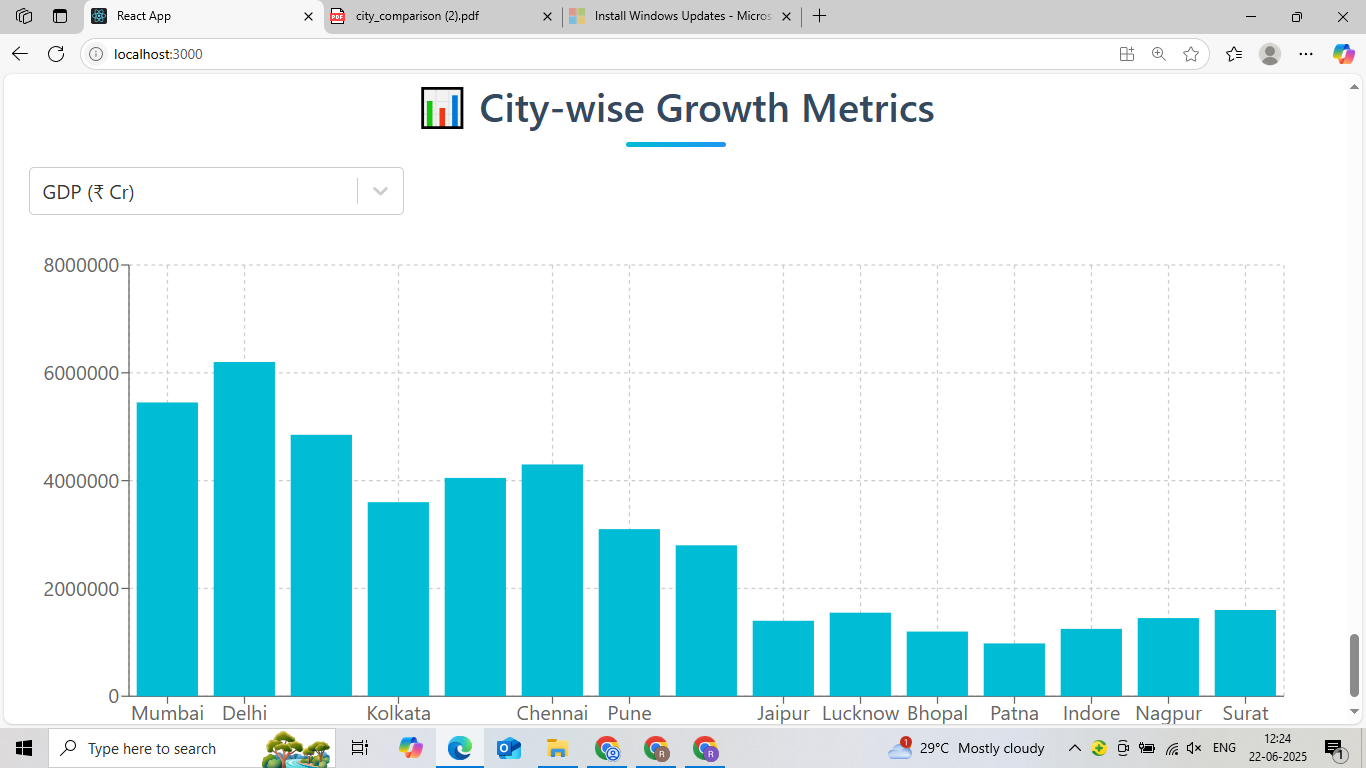 React App
city_comparison (2).pdf
Install Windows Updates - Micros
localhost:3000
City-wise Growth Metrics
GDP (₹ Cr)
8000000
6000000
4000000
2000000
0
Mumbai Delhi Kolkata Chennai Pune Jaipur Lucknow Bhopal Patna Indore Nagpur Surat
Type here to search
1
29°C Mostly cloudy
ENG
12:24
22-06-2025
1